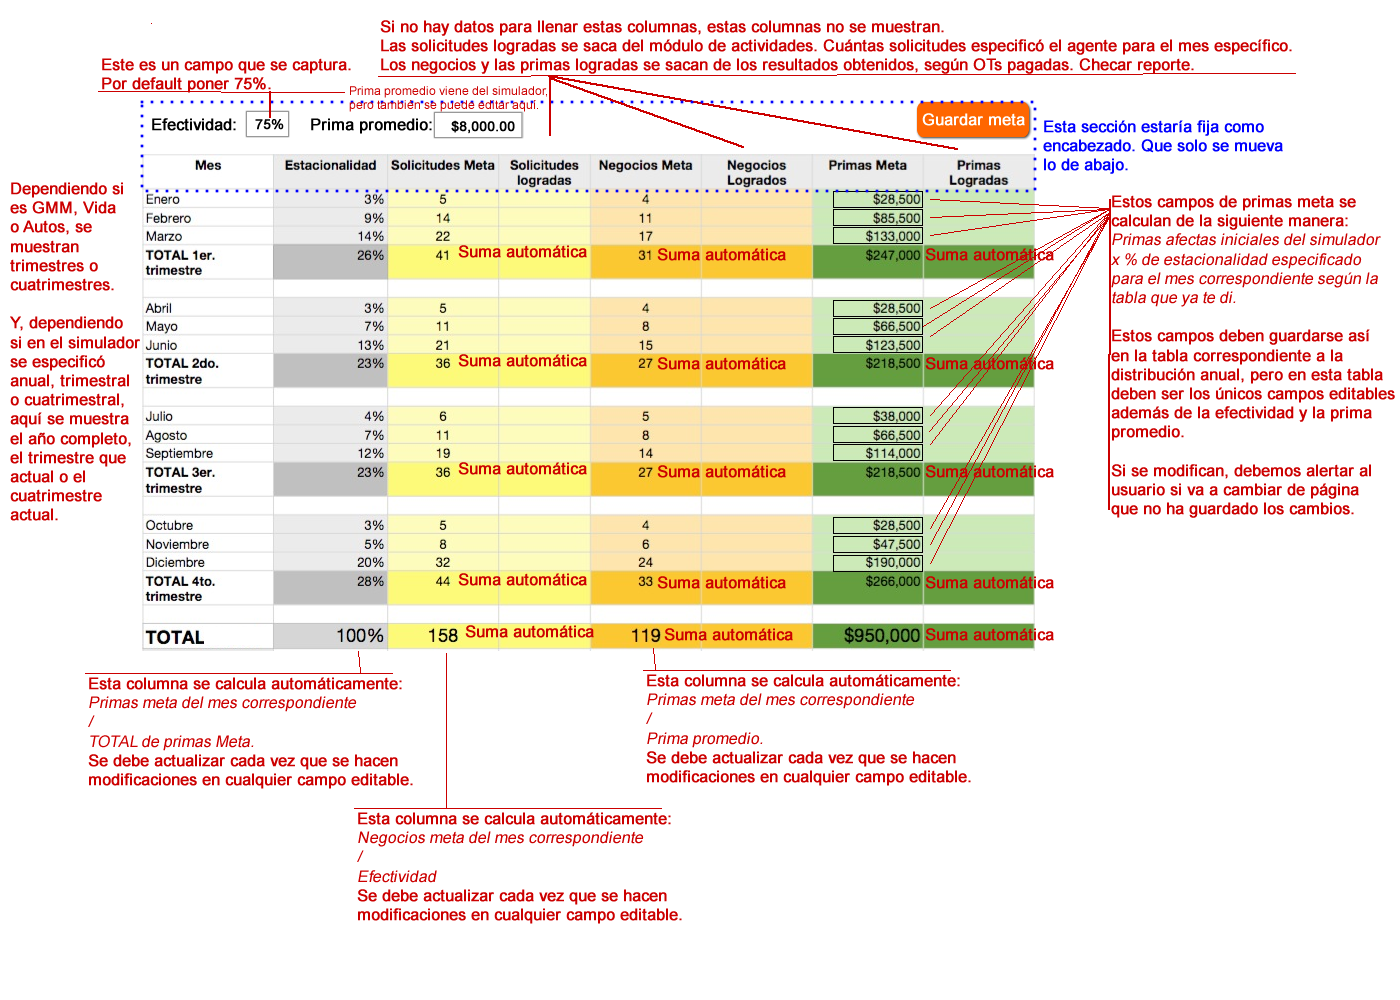 Si no hay datos para llenar estas columnas, estas columnas no se muestran.
Las solicitudes logradas se saca del módulo de actividades. Cuántas solicitudes especificó el agente para el mes específico.
Los negocios y las primas logradas se sacan de los resultados obtenidos, según OTs pagadas. Checar reporte.
Este es un campo que se captura.
Por default poner 75%.
Prima promedio viene del simulador,
pero también se puede editar aquí.
Efectividad: 75% Prima promedio: $8,000.00 Guardar meta
Esta sección estaría fija como
encabezado. Que solo se mueva
lo de abajo.
Mes Estacionalidad Solicitudes Meta Solicitudes logradas Negocios Meta Negocios Logrados Primas Meta Primas Logradas
Enero 3% 5 4 $28,500
Febrero 9% 14 11 $85,500
Marzo 14% 22 17 $133,000
TOTAL 1er. trimestre 26% 41 Suma automática 31 Suma automática $247,000 Suma automática
Abril 3% 5 4 $28,500
Mayo 7% 11 8 $66,500
Junio 13% 21 15 $123,500
TOTAL 2do. trimestre 23% 36 Suma automática 27 Suma automática $218,500 Suma automática
Julio 4% 6 5 $38,000
Agosto 7% 11 8 $66,500
Septiembre 12% 19 14 $114,000
TOTAL 3er. trimestre 23% 36 Suma automática 27 Suma automática $218,500 Suma automática
Octubre 3% 5 4 $28,500
Noviembre 5% 8 6 $47,500
Diciembre 20% 32 24 $190,000
TOTAL 4to. trimestre 28% 44 Suma automática 33 Suma automática $266,000 Suma automática
TOTAL 100% 158 Suma automática 119 Suma automática $950,000 Suma automática
Dependiendo si
es GMM, Vida
o Autos, se
muestran
trimestres o
cuatrimestres.
Y, dependiendo
si en el simulador
se especificó
anual, trimestral
o cuatrimestral,
aquí se muestra
el año completo,
el trimestre que
actual o el
cuatrimestre
actual.
Estos campos de primas meta se
calculan de la siguiente manera:
Primas afectas iniciales del simulador
x % de estacionalidad especificado
para el mes correspondiente según la
tabla que ya te di.
Estos campos deben guardarse así
en la tabla correspondiente a la
distribución anual, pero en esta tabla
deben ser los únicos campos editables
además de la efectividad y la prima
promedio.
Si se modifican, debemos alertar al
usuario si va a cambiar de página
que no ha guardado los cambios.
Esta columna se calcula automáticamente:
Primas meta del mes correspondiente
/
TOTAL de primas Meta.
Se debe actualizar cada vez que se hacen
modificaciones en cualquier campo editable.
Esta columna se calcula automáticamente:
Primas meta del mes correspondiente
/
Prima promedio.
Se debe actualizar cada vez que se hacen
modificaciones en cualquier campo editable.
Esta columna se calcula automáticamente:
Negocios meta del mes correspondiente
/
Efectividad
Se debe actualizar cada vez que se hacen
modificaciones en cualquier campo editable.